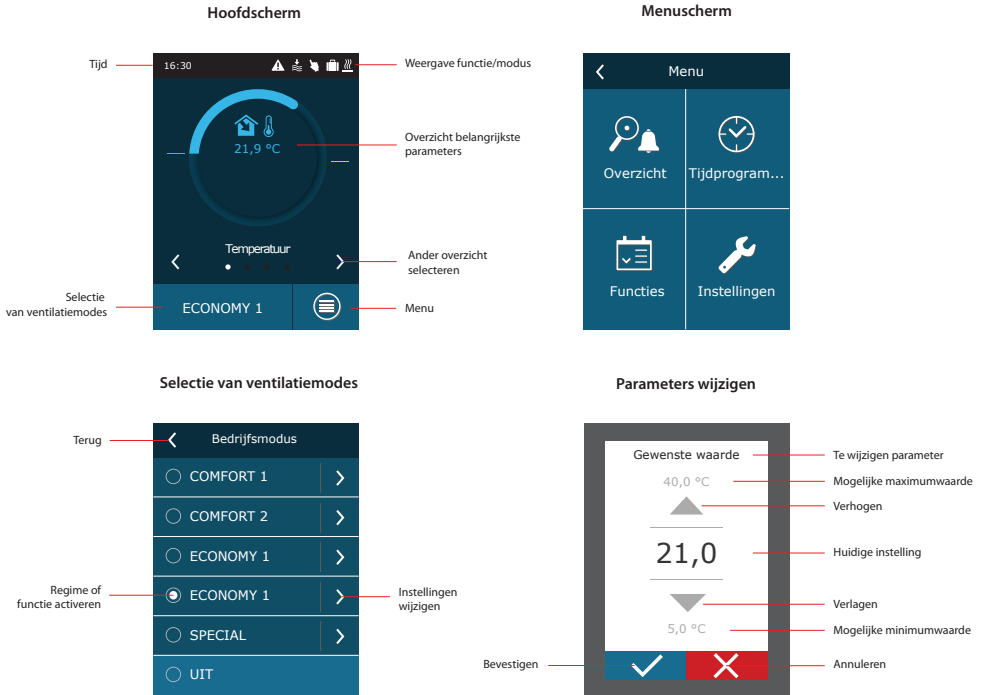 Hoofdscherm
Tijd
16:30
Weergave functie/modus
21,9 °C
Overzicht belangrijkste
parameters
Temperatuur
Ander overzicht
selecteren
Selectie
van ventilatiemodes
ECONOMY 1
Menu
Menuscherm
Menu
Overzicht
Tijdprogram...
Functies
Instellingen
Selectie van ventilatiemodes
Terug
Bedrijfsmodus
COMFORT 1
COMFORT 2
ECONOMY 1
Regime of
functie activeren
ECONOMY 1
Instellingen
wijzigen
SPECIAL
UIT
Parameters wijzigen
Gewenste waarde
Te wijzigen parameter
40,0 °C
Mogelijke maximumwaarde
Verhogen
21,0
Huidige instelling
Verlagen
5,0 °C
Mogelijke minimumwaarde
Bevestigen
Annuleren